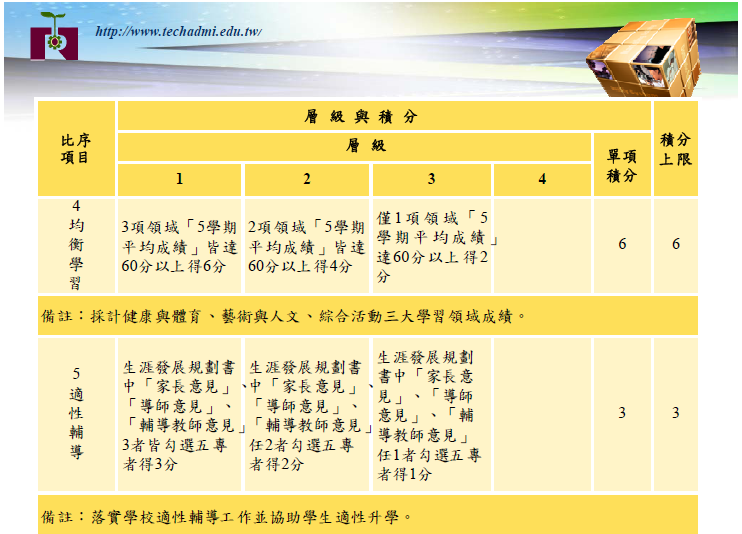 http://www.techadmi.edu.tw/
R
比序
項目
層 級 與 積 分
積分
上限
層 級
單項
積分
1
2
3
4
4
均
衡
學
習
3項領域「5學期
平均成績」皆達
60分以上得6分
2項領域「5學期
平均成績」皆達
60分以上得4分
僅1項領域「5
學期平均成績」
達60分以上得2
分
6
6
備註：採計健康與體育、藝術與人文、綜合活動三大學習領域成績。
5
適
性
輔
導
生涯發展規劃書
中「家長意見」、
「導師意見」、
「輔導教師意見」
3者皆勾選五專
者得3分
生涯發展規劃書
中「家長意見」、
「導師意見」、
「輔導教師意見」
任2者勾選五專
者得2分
生涯發展規劃
書中「家長意
見」、「導師
意見」、「輔
導教師意見」
任1者勾選五專
者得1分
3
3
備註：落實學校適性輔導工作並協助學生適性升學。